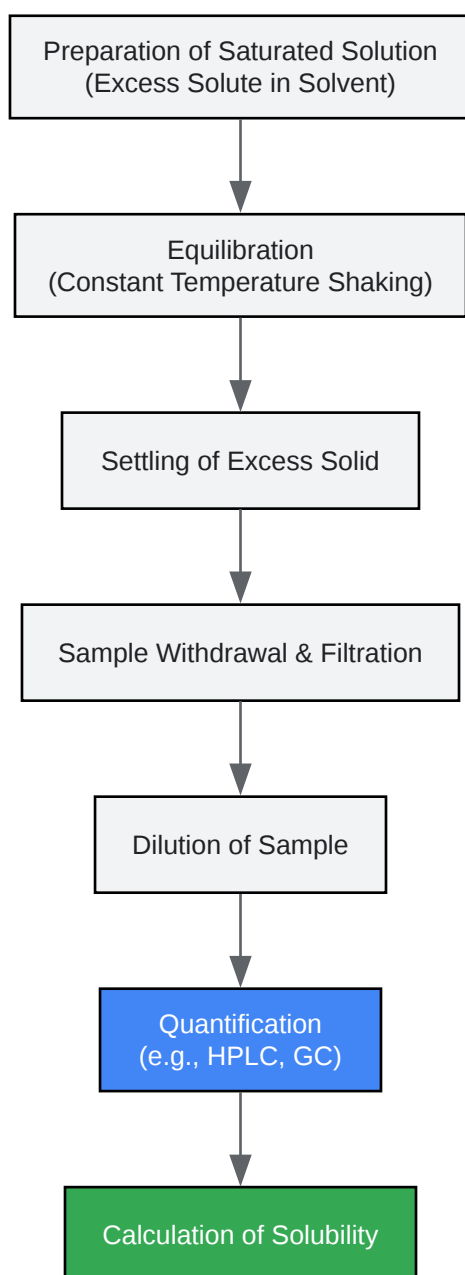 Preparation of Saturated Solution
(Excess Solute in Solvent)
Equilibration
(Constant Temperature Shaking)
Settling of Excess Solid
Sample Withdrawal & Filtration
Dilution of Sample
Quantification
(e.g., HPLC, GC)
Calculation of Solubility